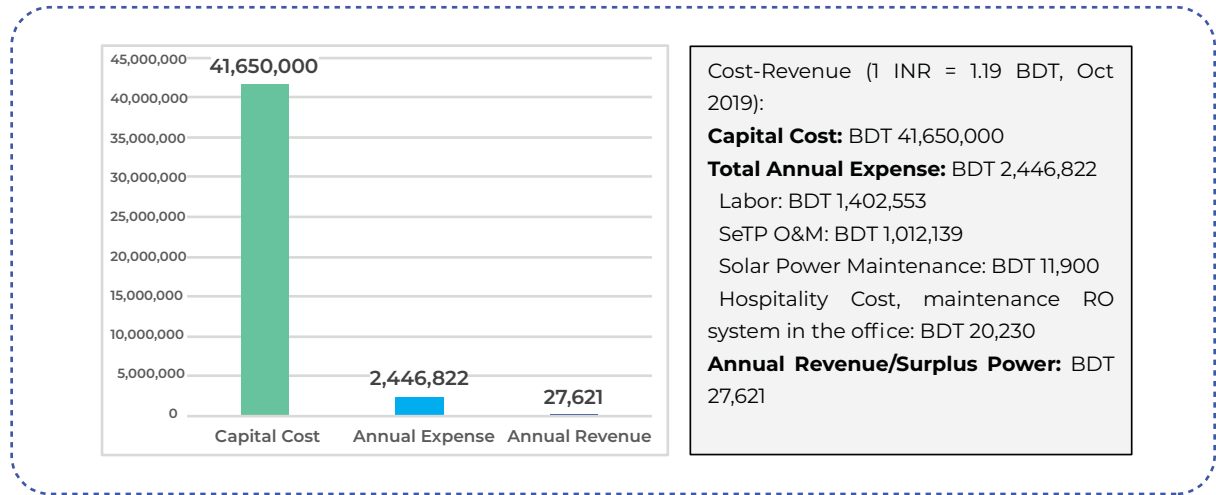 45,000,000
41,650,000
40,000,000
35,000,000
30,000,000
25,000,000
20,000,000
15,000,000
10,000,000
5,000,000
2,446,822
27,621
0
Capital Cost
Annual Expense
Annual Revenue
Cost-Revenue (1 INR = 1.19 BDT, Oct
2019):
Capital Cost: BDT 41,650,000
Total Annual Expense: BDT 2,446,822
Labor: BDT 1,402,553
SeTP O&M: BDT 1,012,139
Solar Power Maintenance: BDT 11,900
Hospitality Cost, maintenance RO
system in the office: BDT 20,230
Annual Revenue/Surplus Power: BDT
27,621